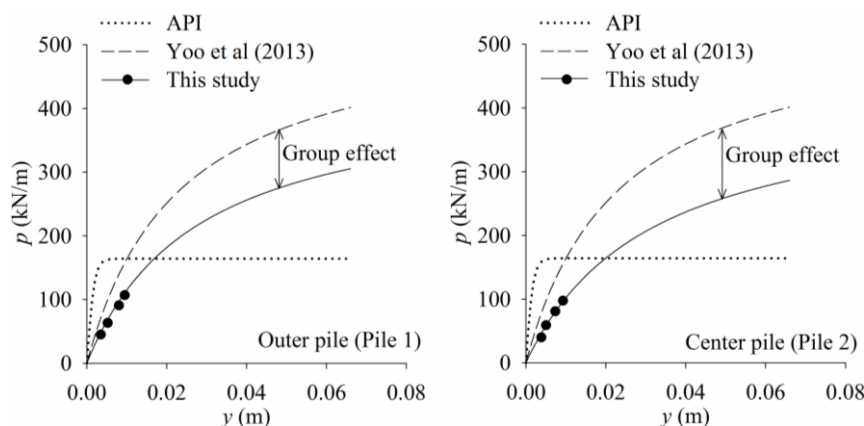 API
Yoo et al (2013)
This study
500
400
300
200
100
0
p (kN/m)
Group effect
Outer pile (Pile 1)
0.00 0.02 0.04 0.06 0.08
y (m)
API
Yoo et al (2013)
This study
500
400
300
200
100
0
p (kN/m)
Group effect
Center pile (Pile 2)
0.00 0.02 0.04 0.06 0.08
y (m)